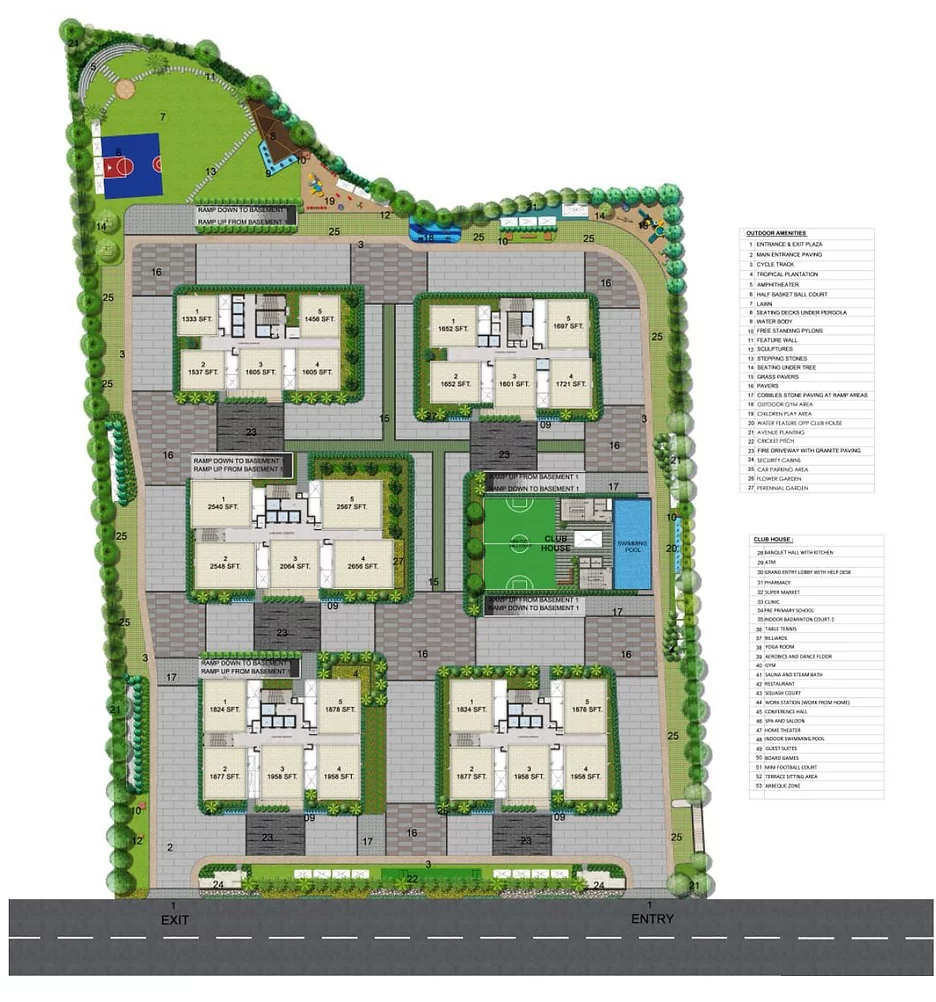 21
5
11
7
6
8
10
9
13
19
12
RAMP DOWN TO BASEMENT
RAMP UP FROM BASEMENT 1
14
25
3
18
25
10
21
14
19
25
16
16
25
25
3
25
3
1
1333 SFT.
5
1456 SFT.
2
1537 SFT.
3
1605 SFT.
4
1605 SFT.
1
1652 SFT.
5
1697 SFT.
2
1652 SFT.
3
1601 SFT.
4
1721 SFT.
15
09
23
23
16
16
RAMP DOWN TO BASEMENT
RAMP UP FROM BASEMENT 1
RAMP UP FROM BASEMENT 1
RAMP DOWN TO BASEMENT 1
17
21
1
2540 SFT.
5
2567 SFT.
2
2548 SFT.
3
2064 SFT.
4
2656 SFT.
27
CLUB
HOUSE
SWIMMING
POOL
10
20
25
15
RAMP UP FROM BASEMENT 1
RAMP DOWN TO BASEMENT 1
17
09
23
25
16
16
3
17
RAMP DOWN TO BASEMENT
RAMP UP FROM BASEMENT 1
4
1
1824 SFT.
5
1878 SFT.
2
1877 SFT.
3
1958 SFT.
4
1958 SFT.
1
1824 SFT.
5
1878 SFT.
2
1877 SFT.
3
1958 SFT.
4
1958 SFT.
21
25
10
12
2
09
23
17
16
25
09
23
25
3
22
24
24
21
1
EXIT
1
ENTRY
OUTDOOR AMENITIES
1 ENTRANCE & EXIT PLAZA
2 MAIN ENTRANCE PAVING
3 CYCLE TRACK
4 TROPICAL PLANTATION
5 AMPHITHEATER
6 HALF BASKET BALL COURT
7 LAWN
8 SEATING DECKS UNDER PERGOLA
9 WATER BODY
10 FREE STANDING PYLONS
11 FEATURE WALL
12 SCULPTURES
13 STEPPING STONES
14 SEATING UNDER TREE
15 GRASS PAVERS
16 PAVERS
17 COBBLES STONE PAVING AT RAMP AREAS
18 OUTDOOR GYM AREA
19 CHILDREN PLAY AREA
20 WATER FEATURE OPP CLUB HOUSE
21 AVENUE PLANTING
22 CRICKET PITCH
23 FIRE DRIVEWAY WITH GRANITE PAVING
24 SECURITY CABINS
25 CAR PARKING AREA
26 FLOWER GARDEN
27 PERENNIAL GARDEN
CLUB HOUSE :
28 BANQUET HALL WITH KITCHEN
29 ATM
30 GRAND ENTRY LOBBY WITH HELP DESK
31 PHARMACY
32 SUPER MARKET
33 CLINIC
34 PRE PRIMARY SCHOOL
35 INDOOR BADMINTON COURT-2
36 TABLE TENNIS
37 BILLIARDS
38 YOGA ROOM
39 AEROBICS AND DANCE FLOOR
40 GYM
41 SAUNA AND STEAM BATH
42 RESTAURANT
43 SQUASH COURT
44 WORK STATION (WORK FROM HOME)
45 CONFERENCE HALL
46 SPA AND SALOON
47 HOME THEATER
48 INDOOR SWIMMING POOL
49 GUEST SUITES
50 BOARD GAMES
51 MINI FOOTBALL COURT
52 TERRACE SITTING AREA
53 ARBEQUE ZONE